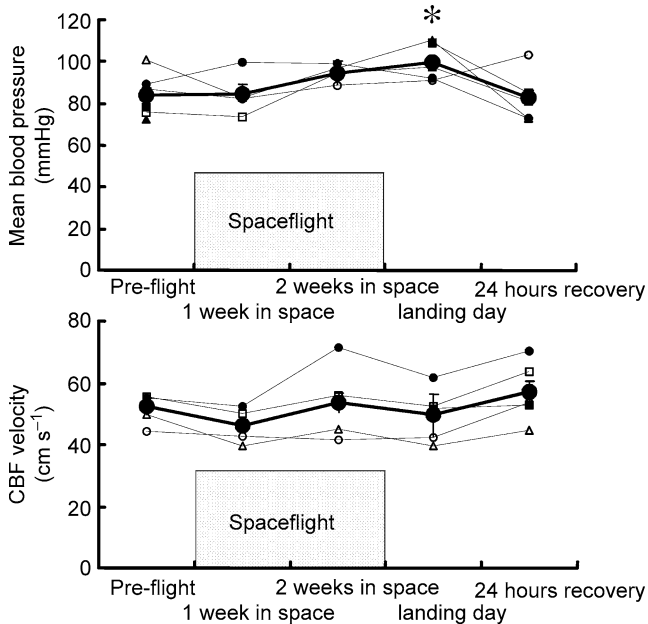 *
120
100
80
60
40
20
0
Mean blood pressure
(mmHg)
Spaceflight
Pre-flight
1 week in space
2 weeks in space
landing day
24 hours recovery
80
60
40
20
0
CBF velocity
(cm s⁻¹)
Spaceflight
Pre-flight
1 week in space
2 weeks in space
landing day
24 hours recovery